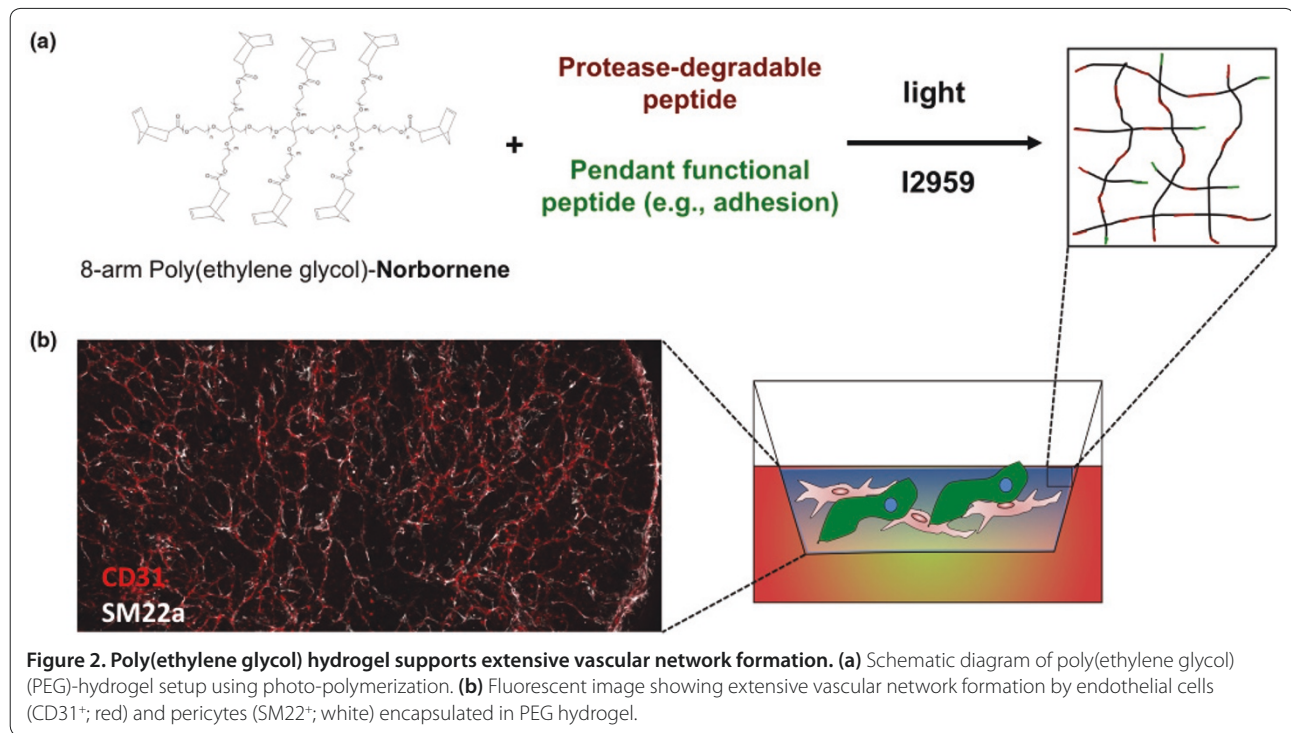 (a)
Protease-degradable
peptide
+
Pendant functional
peptide (e.g., adhesion)
light
I2959
8-arm Poly(ethylene glycol)-Norbornene
(b)
CD31
SM22a
Figure 2. Poly(ethylene glycol) hydrogel supports extensive vascular network formation. (a) Schematic diagram of poly(ethylene glycol)
(PEG)-hydrogel setup using photo-polymerization. (b) Fluorescent image showing extensive vascular network formation by endothelial cells
(CD31⁺; red) and pericytes (SM22⁺; white) encapsulated in PEG hydrogel.